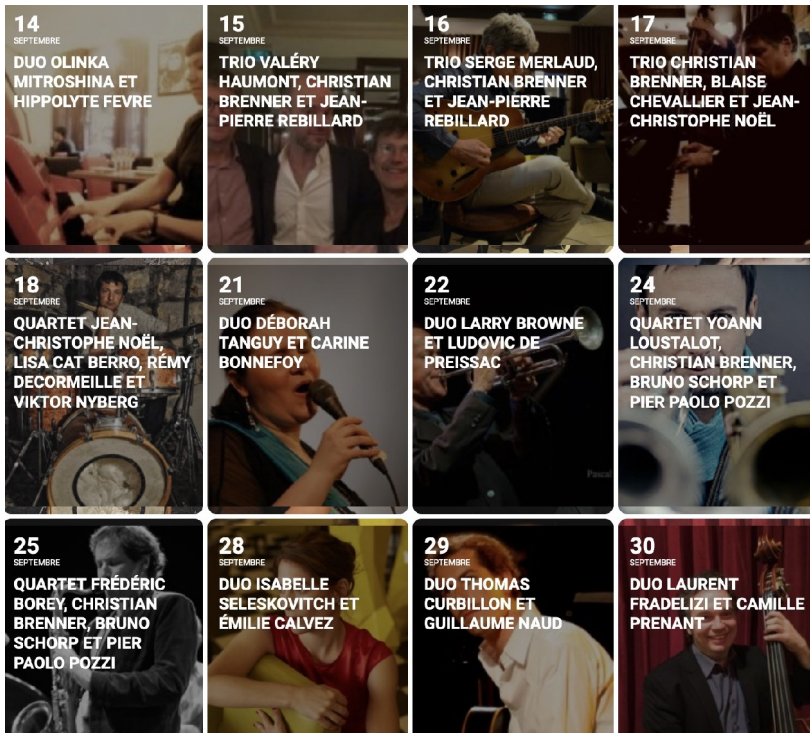 14
SEPTEMBRE
DUO OLINKA
MITROSHINA ET
HIPPOLYTE FEVRE
15
SEPTEMBRE
TRIO VALÉRY
HAUMONT, CHRISTIAN
BRENNER ET JEAN-
PIERRE REBILLARD
16
SEPTEMBRE
TRIO SERGE MERLAUD,
CHRISTIAN BRENNER
ET JEAN-PIERRE
REBILLARD
17
SEPTEMBRE
TRIO CHRISTIAN
BRENNER, BLAISE
CHEVALLIER ET JEAN-
CHRISTOPHE NOËL
18
SEPTEMBRE
QUARTET JEAN-
CHRISTOPHE NOËL,
LISA CAT BERRO, RÉMY
DECORMEILLE ET
VIKTOR NYBERG
21
SEPTEMBRE
DUO DÉBORAH
TANGUY ET CARINE
BONNEFOY
22
SEPTEMBRE
DUO LARRY BROWNE
ET LUDOVIC DE
PREISSAC
Pascal
24
SEPTEMBRE
QUARTET YOANN
LOUSTALOT,
CHRISTIAN BRENNER,
BRUNO SCHORP ET
PIER PAOLO POZZI
25
SEPTEMBRE
QUARTET FRÉDÉRIC
BOREY, CHRISTIAN
BRENNER, BRUNO
SCHORP ET PIER
PAOLO POZZI
28
SEPTEMBRE
DUO ISABELLE
SELESKOVITCH ET
ÉMILIE CALVEZ
29
SEPTEMBRE
DUO THOMAS
CURBILLON ET
GUILLAUME NAUD
30
SEPTEMBRE
DUO LAURENT
FRADELIZI ET CAMILLE
PRENANT